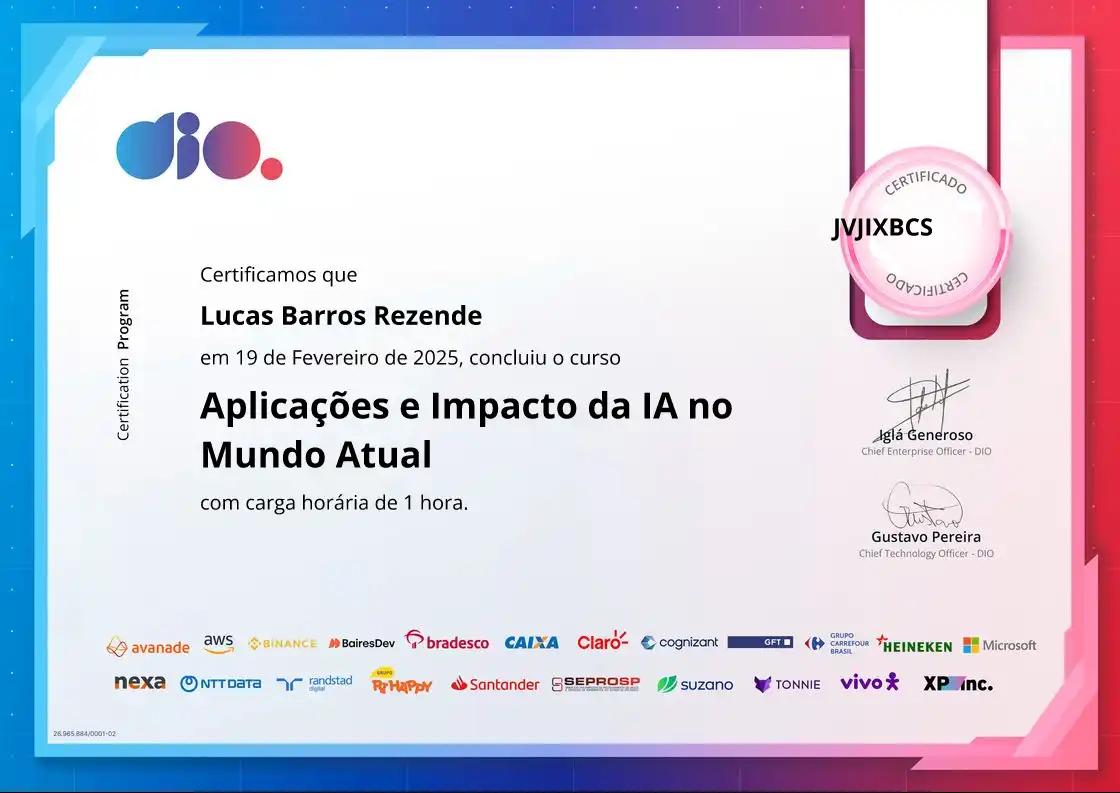 dio.
CERTIFICADO
JVJIXBCS
CERTIFICADO
Certification Program
Certificamos que
Lucas Barros Rezende
em 19 de Fevereiro de 2025, concluiu o curso
Aplicações e Impacto da IA no
Mundo Atual
com carga horária de 1 hora.
Iglá Generoso
Chief Enterprise Officer - DIO
Gustavo Pereira
Chief Technology Officer - DIO
avanade aws BINANCE BairesDev bradesco CAIXA Claro cognizant GFT GRUPO CARREFOUR BRASIL HEINEKEN Microsoft
nexa NTT DATA randstad digital GRUPO RI HAPPY Santander SEPROSP suzano TONNIE vivo XP inc.
26.965.884/0001-02